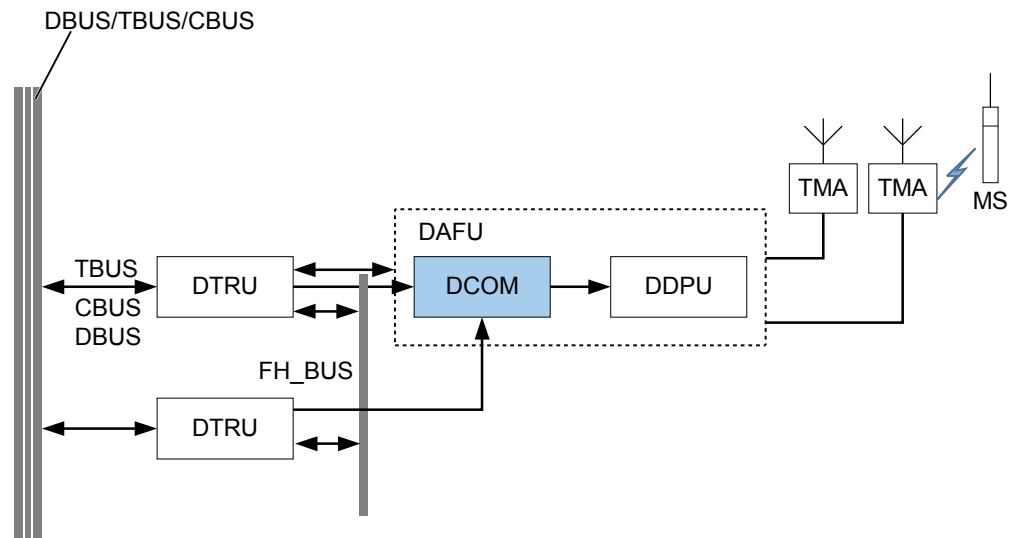 DBUS/TBUS/CBUS
TMA
TMA
MS
DAFU
TBUS
CBUS
DBUS
DTRU
DCOM
DDPU
FH_BUS
DTRU